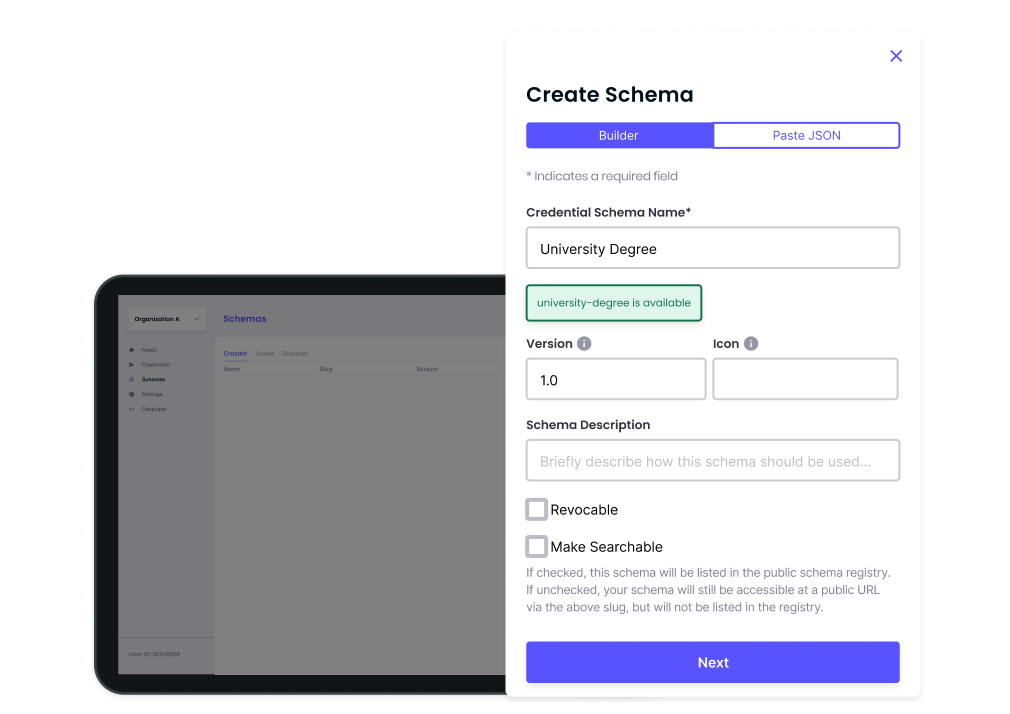 Create Schema
Builder
Paste JSON
* Indicates a required field
Credential Schema Name*
University Degree
university-degree is available
Version
Icon
1.0
Schema Description
Briefly describe how this schema should be used...
Revocable
Make Searchable
If checked, this schema will be listed in the public schema registry.
If unchecked, your schema will still be accessible at a public URL
via the above slug, but will not be listed in the registry.
Next
Organization A
Schemas
Feeds
Credentials
Schemas
Settings
Developer
Created
Saved
Discover
Name
Slug
Version